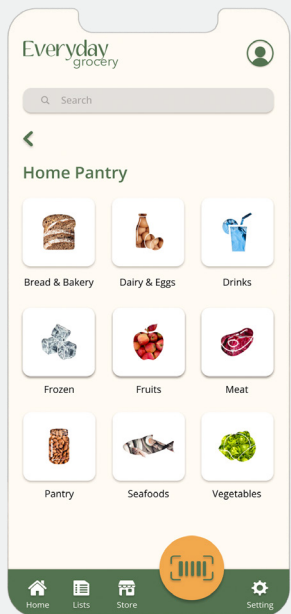 Everyday
grocery
Search
Home Pantry
Bread & Bakery
Dairy & Eggs
Drinks
Frozen
Fruits
Meat
Pantry
Seafoods
Vegetables
Home
Lists
Store
Setting